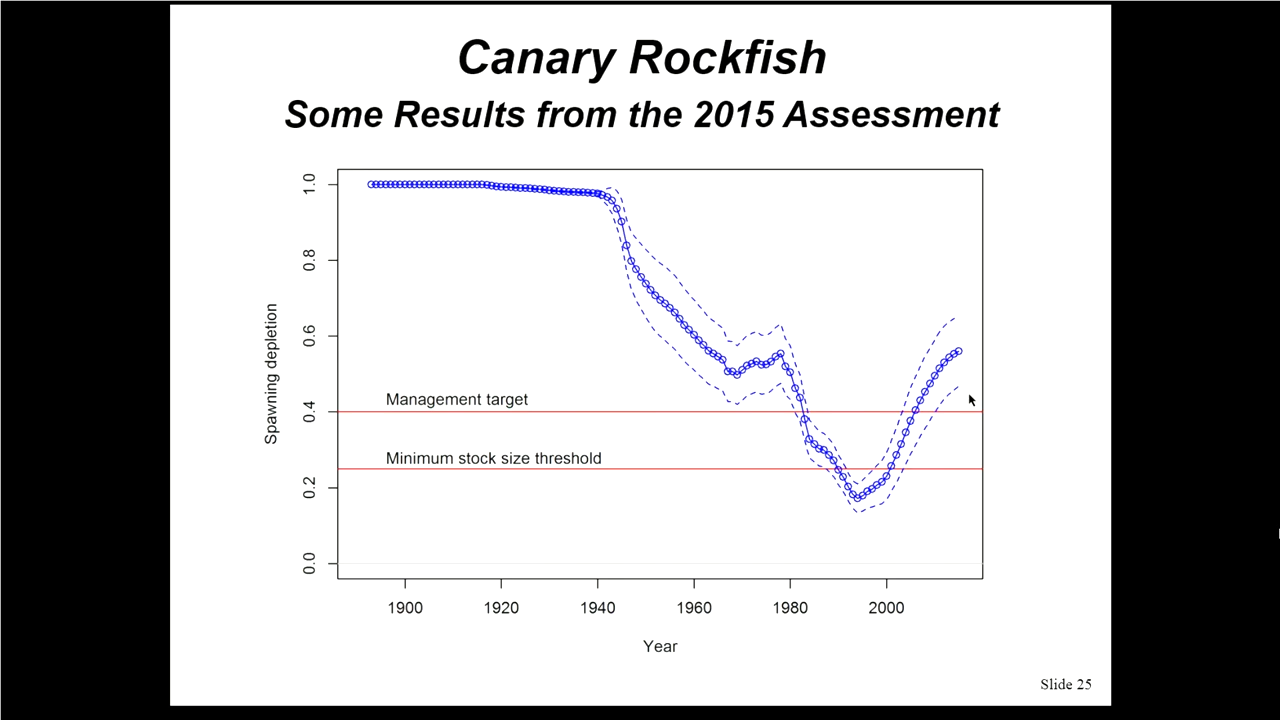 Canary Rockfish
Some Results from the 2015 Assessment
1.0
0.8
0.6
0.4
0.2
0.0
Spawning depletion
Management target
Minimum stock size threshold
1900 1920 1940 1960 1980 2000
Year
Slide 25